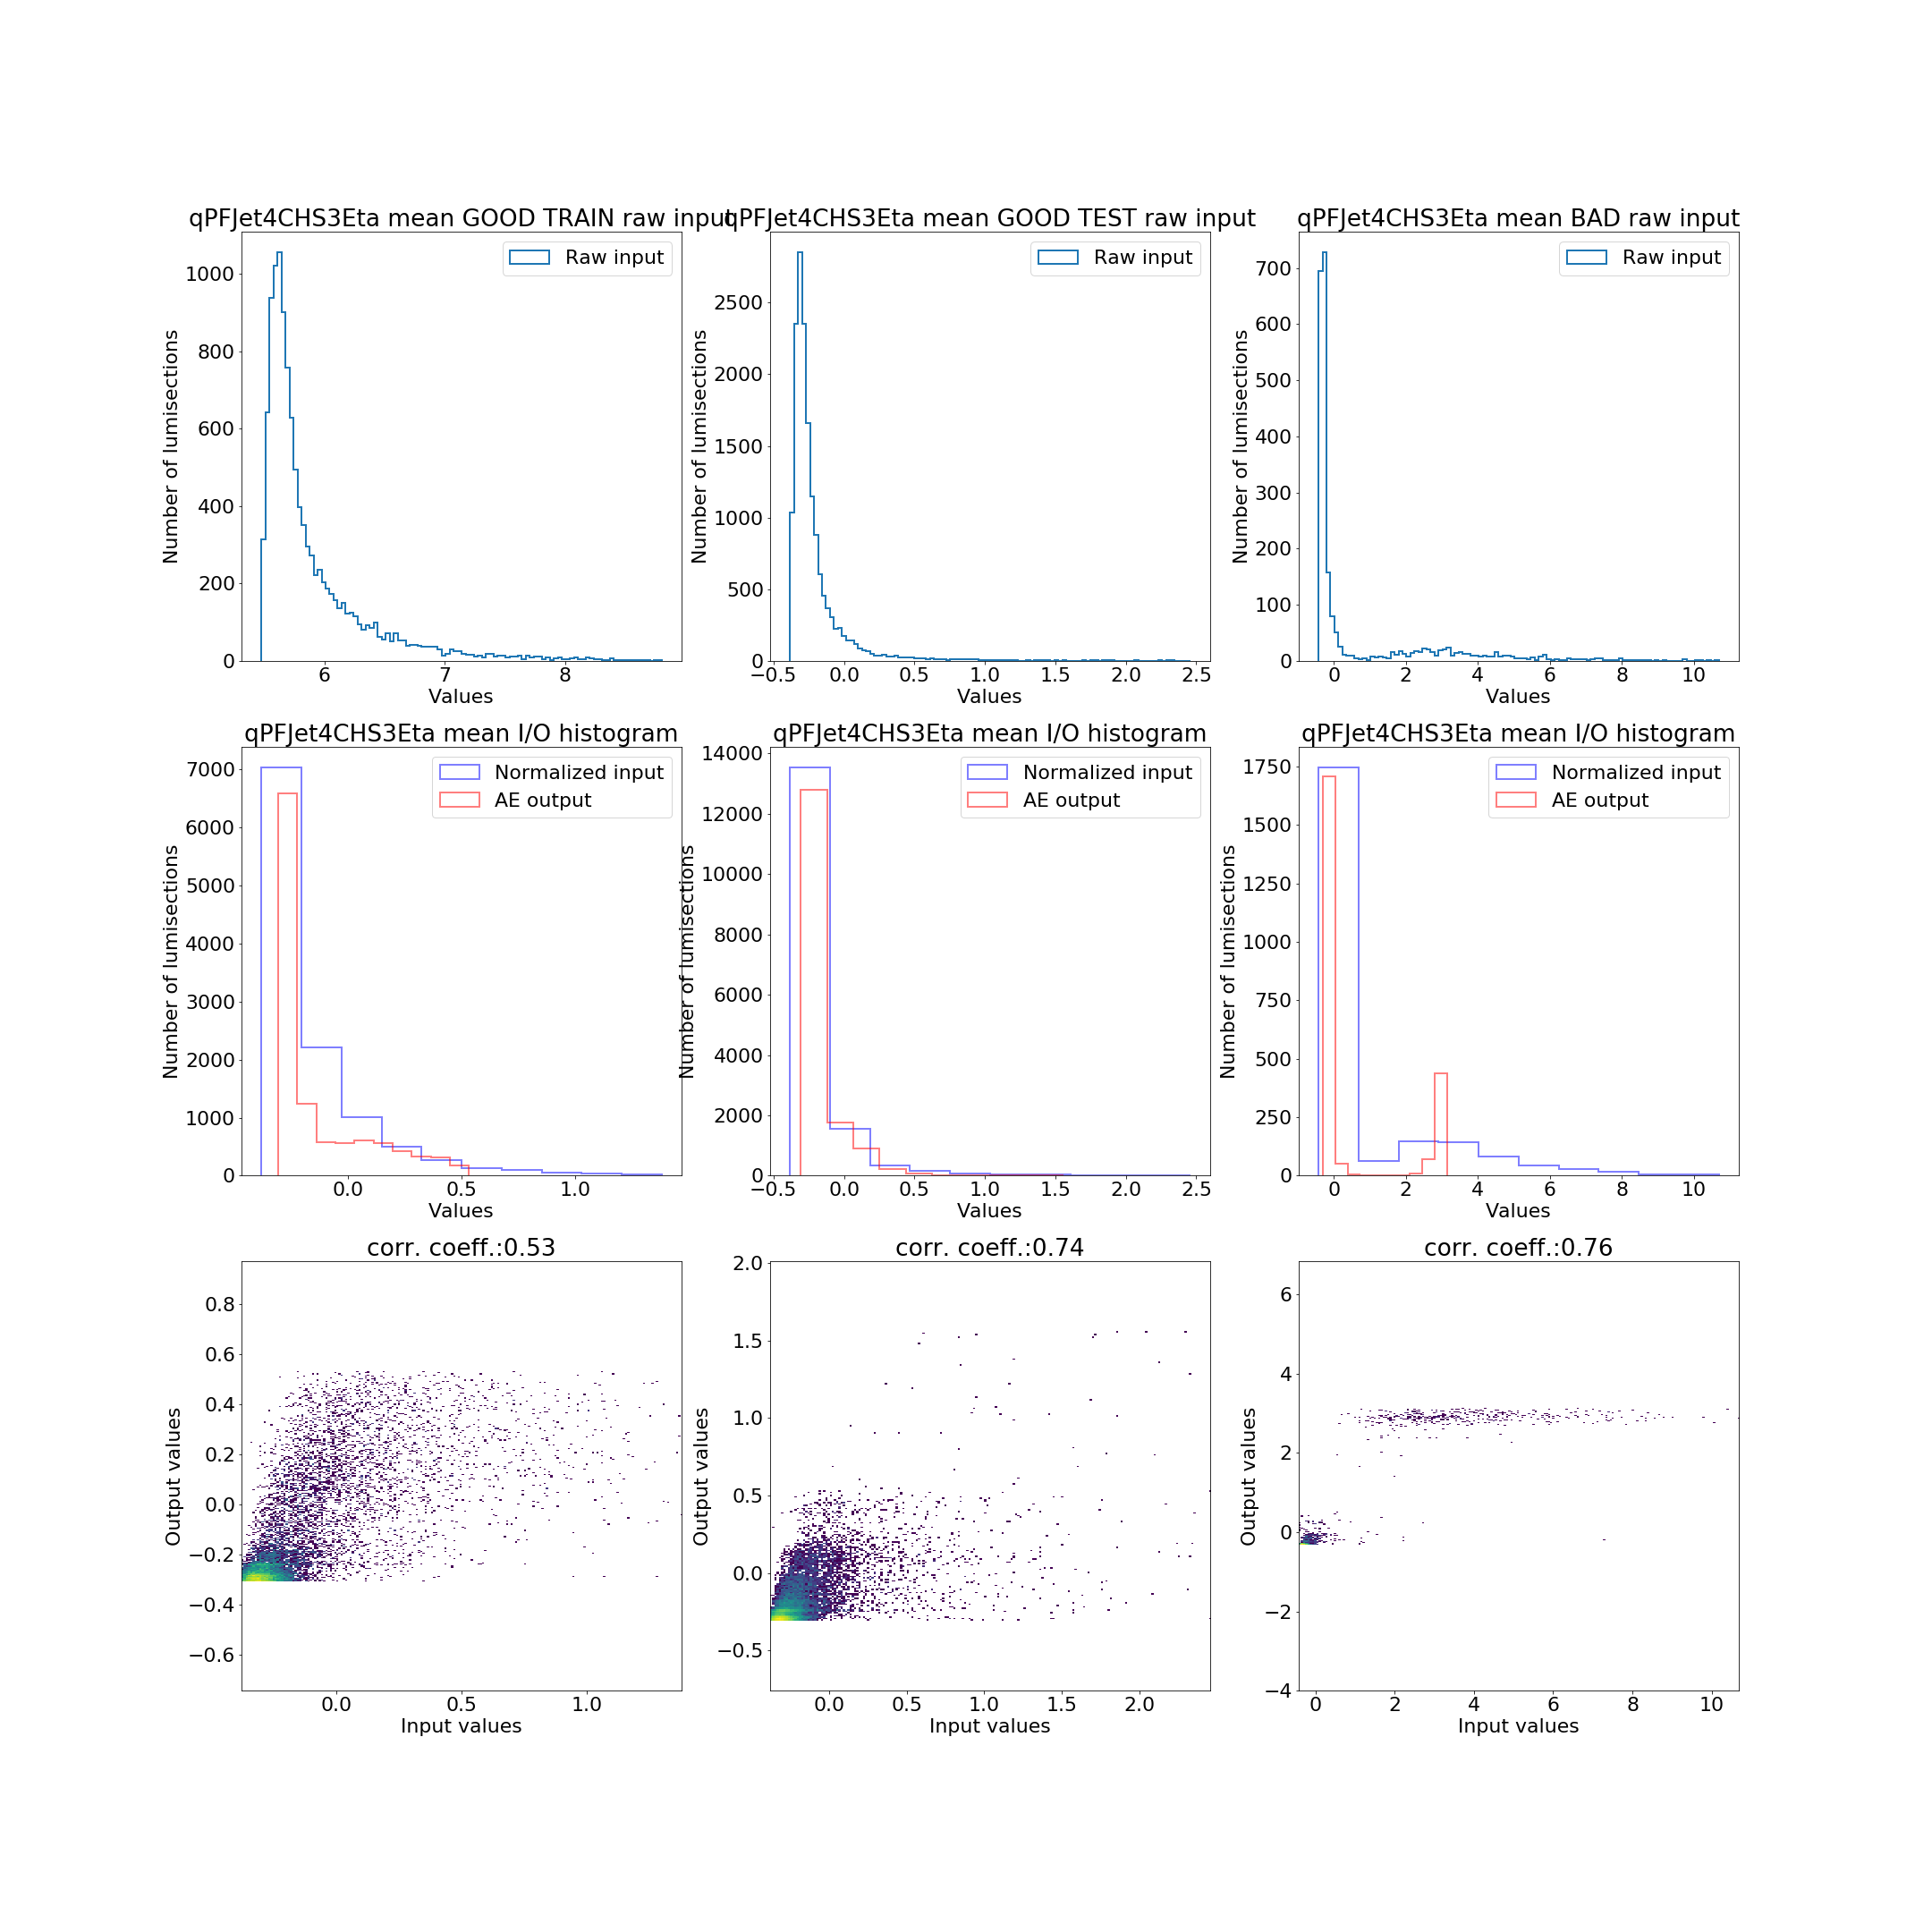 qPFJet4CHS3Eta mean GOOD TRAIN raw input
Raw input
1000
800
600
400
200
0
Number of lumisections
6 7 8
Values
qPFJet4CHS3Eta mean GOOD TEST raw input
Raw input
2500
2000
1500
1000
500
0
Number of lumisections
−0.5 0.0 0.5 1.0 1.5 2.0 2.5
Values
qPFJet4CHS3Eta mean BAD raw input
Raw input
700
600
500
400
300
200
100
0
Number of lumisections
0 2 4 6 8 10
Values
qPFJet4CHS3Eta mean I/O histogram
Normalized input
AE output
7000
6000
5000
4000
3000
2000
1000
0
Number of lumisections
0.0 0.5 1.0
Values
qPFJet4CHS3Eta mean I/O histogram
Normalized input
AE output
14000
12000
10000
8000
6000
4000
2000
0
Number of lumisections
−0.5 0.0 0.5 1.0 1.5 2.0 2.5
Values
qPFJet4CHS3Eta mean I/O histogram
Normalized input
AE output
1750
1500
1250
1000
750
500
250
0
Number of lumisections
0 2 4 6 8 10
Values
corr. coeff.:0.53
0.8
0.6
0.4
0.2
0.0
−0.2
−0.4
−0.6
Output values
0.0 0.5 1.0
Input values
corr. coeff.:0.74
2.0
1.5
1.0
0.5
0.0
−0.5
Output values
0.0 0.5 1.0 1.5 2.0
Input values
corr. coeff.:0.76
6
4
2
0
−2
−4
Output values
0 2 4 6 8 10
Input values